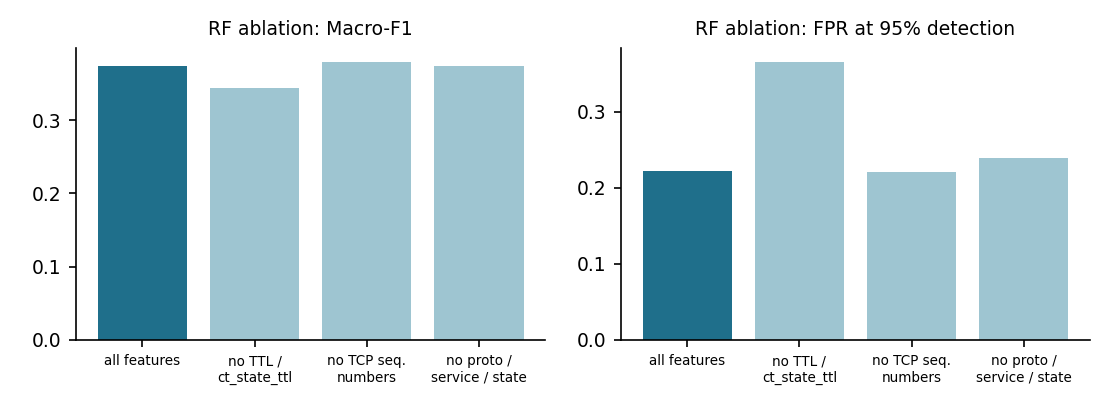 RF ablation: Macro-F1
0.3
0.2
0.1
0.0
all features
no TTL /
ct_state_ttl
no TCP seq.
numbers
no proto /
service / state
RF ablation: FPR at 95% detection
0.3
0.2
0.1
0.0
all features
no TTL /
ct_state_ttl
no TCP seq.
numbers
no proto /
service / state